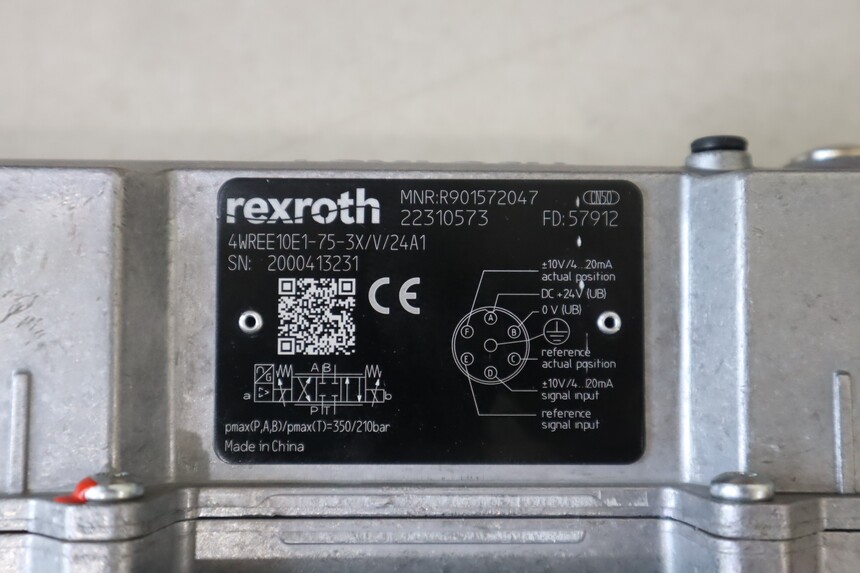 rexroth
MNR:R901572047
CNSO
22310573
FD:57912
4WREE10E1-75-3X/V/24A1
SN: 2000413231
CE
±10V/4...20mA
actual position
DC +24V (UB)
0 V (UB)
A
F
B
E
C
D
reference
actual position
±10V/4...20mA
signal input
reference
signal input
U
G
A B
a
b
P T
pmax(P,A,B)/pmax(T)=350/210bar
Made in China